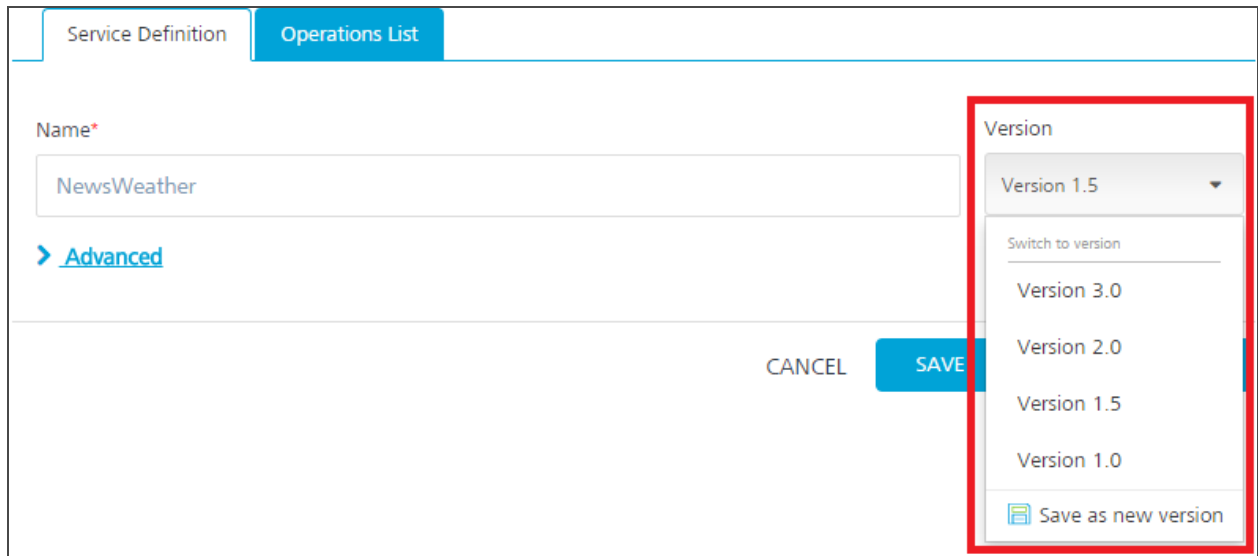 Service Definition
Operations List
Name*
Version
NewsWeather
Version 1.5
Advanced
Switch to version
Version 3.0
Version 2.0
Version 1.5
Version 1.0
CANCEL
SAVE
Save as new version